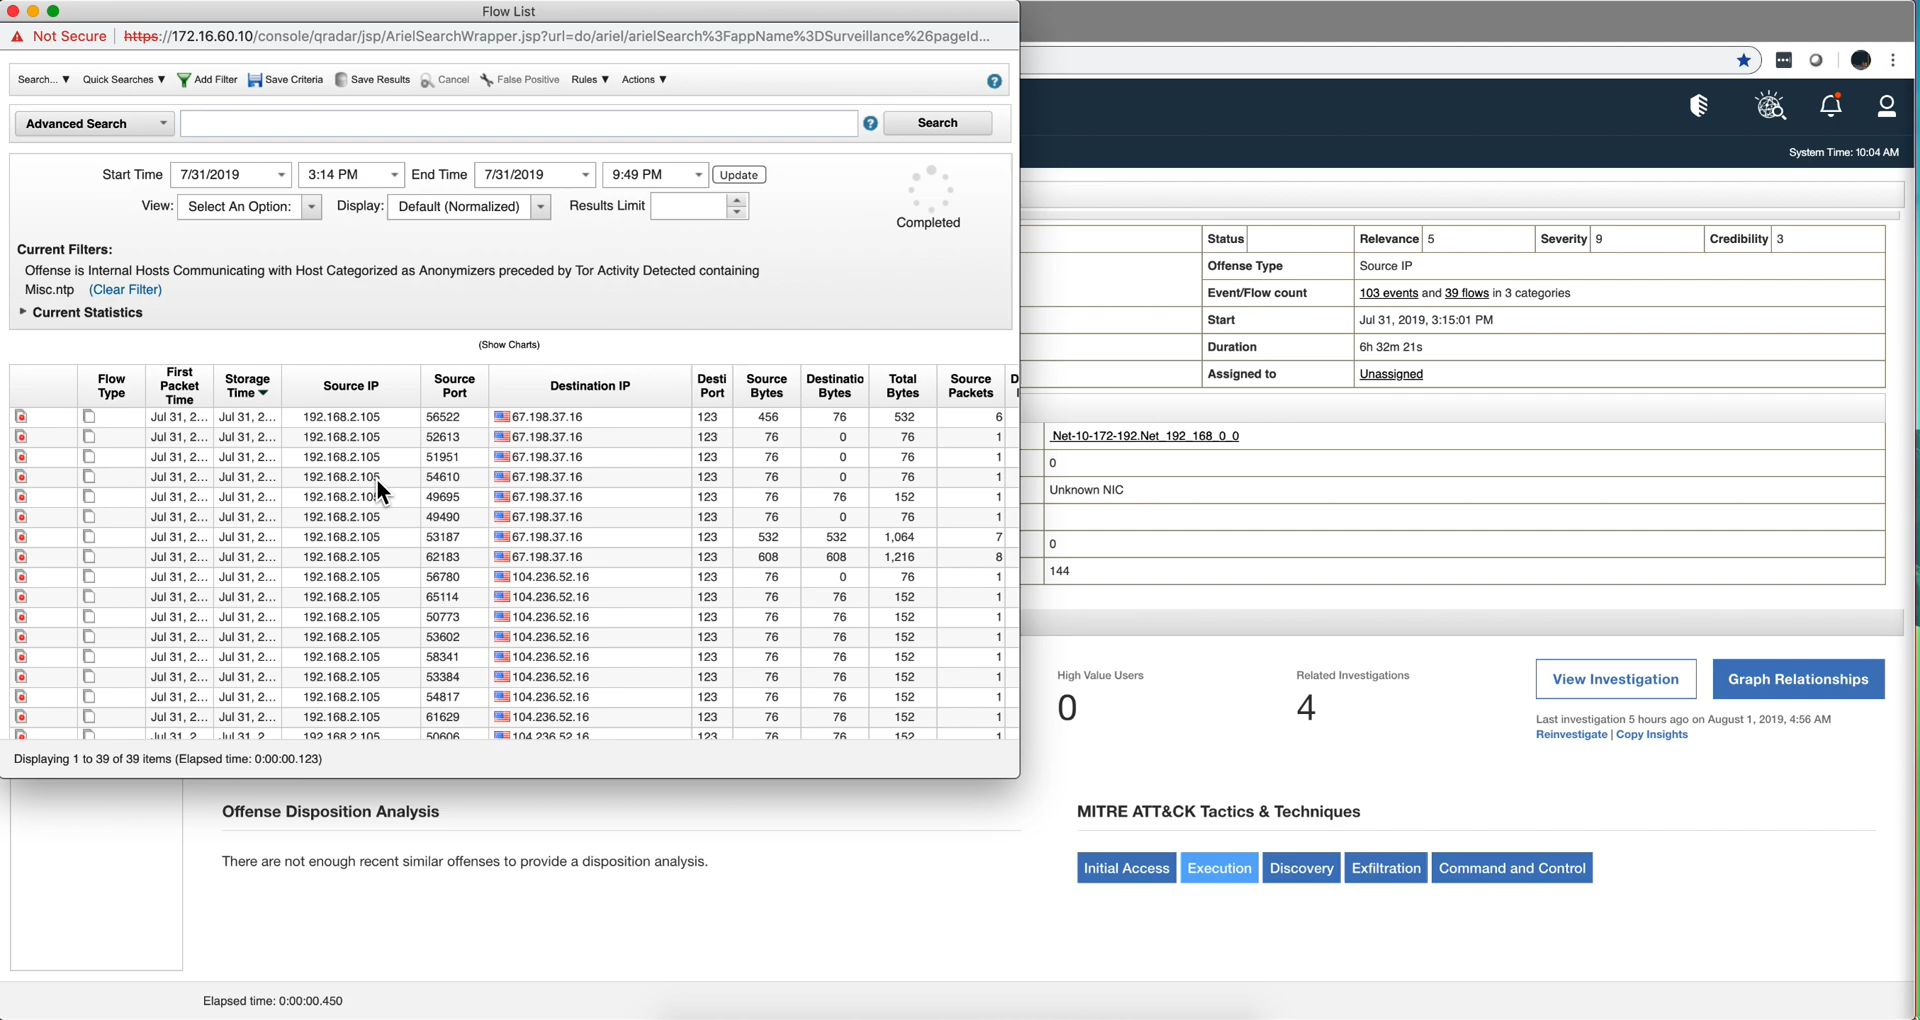 Flow List
Not Secure | https://172.16.60.10/console/qradar/jsp/ArielSearchWrapper.jsp?url=do/ariel/arielSearch%3FappName%3DSurveillance%26pageId...
Search... ▼ Quick Searches ▼ Add Filter Save Criteria Save Results Cancel False Positive Rules ▼ Actions ▼
Advanced Search Search
Start Time 7/31/2019 3:14 PM End Time 7/31/2019 9:49 PM Update
View: Select An Option: Display: Default (Normalized) Results Limit
Completed
Current Filters:
Offense is Internal Hosts Communicating with Host Categorized as Anonymizers preceded by Tor Activity Detected containing
Misc.ntp (Clear Filter)
Current Statistics
(Show Charts)
Flow Type First Packet Time Storage Time Source IP Source Port Destination IP Desti Port Source Bytes Destinatio Bytes Total Bytes Source Packets
Jul 31, 2... Jul 31, 2... 192.168.2.105 56522 67.198.37.16 123 456 76 532 6
Jul 31, 2... Jul 31, 2... 192.168.2.105 52613 67.198.37.16 123 76 0 76 1
Jul 31, 2... Jul 31, 2... 192.168.2.105 51951 67.198.37.16 123 76 0 76 1
Jul 31, 2... Jul 31, 2... 192.168.2.105 54610 67.198.37.16 123 76 0 76 1
Jul 31, 2... Jul 31, 2... 192.168.2.105 49695 67.198.37.16 123 76 76 152 1
Jul 31, 2... Jul 31, 2... 192.168.2.105 49490 67.198.37.16 123 76 0 76 1
Jul 31, 2... Jul 31, 2... 192.168.2.105 53187 67.198.37.16 123 532 532 1,064 7
Jul 31, 2... Jul 31, 2... 192.168.2.105 62183 67.198.37.16 123 608 608 1,216 8
Jul 31, 2... Jul 31, 2... 192.168.2.105 56780 104.236.52.16 123 76 0 76 1
Jul 31, 2... Jul 31, 2... 192.168.2.105 65114 104.236.52.16 123 76 76 152 1
Jul 31, 2... Jul 31, 2... 192.168.2.105 50773 104.236.52.16 123 76 76 152 1
Jul 31, 2... Jul 31, 2... 192.168.2.105 53602 104.236.52.16 123 76 76 152 1
Jul 31, 2... Jul 31, 2... 192.168.2.105 58341 104.236.52.16 123 76 76 152 1
Jul 31, 2... Jul 31, 2... 192.168.2.105 53384 104.236.52.16 123 76 76 152 1
Jul 31, 2... Jul 31, 2... 192.168.2.105 54817 104.236.52.16 123 76 76 152 1
Jul 31, 2... Jul 31, 2... 192.168.2.105 61629 104.236.52.16 123 76 76 152 1
Jul 31, 2 Jul 31, 2 192.168.2.105 50606 104.236.52.16 123 76 76 152 1
Displaying 1 to 39 of 39 items (Elapsed time: 0:00:00.123)
System Time: 10:04 AM
Status Relevance 5 Severity 9 Credibility 3
Offense Type Source IP
Event/Flow count 103 events and 39 flows in 3 categories
Start Jul 31, 2019, 3:15:01 PM
Duration 6h 32m 21s
Assigned to Unassigned
Net-10-172-192.Net_192_168_0_0
0
Unknown NIC
0
144
High Value Users
0
Related Investigations
4
View Investigation Graph Relationships
Last investigation 5 hours ago on August 1, 2019, 4:56 AM
Reinvestigate | Copy Insights
Offense Disposition Analysis
There are not enough recent similar offenses to provide a disposition analysis.
MITRE ATT&CK Tactics & Techniques
Initial Access Execution Discovery Exfiltration Command and Control
Elapsed time: 0:00:00.450